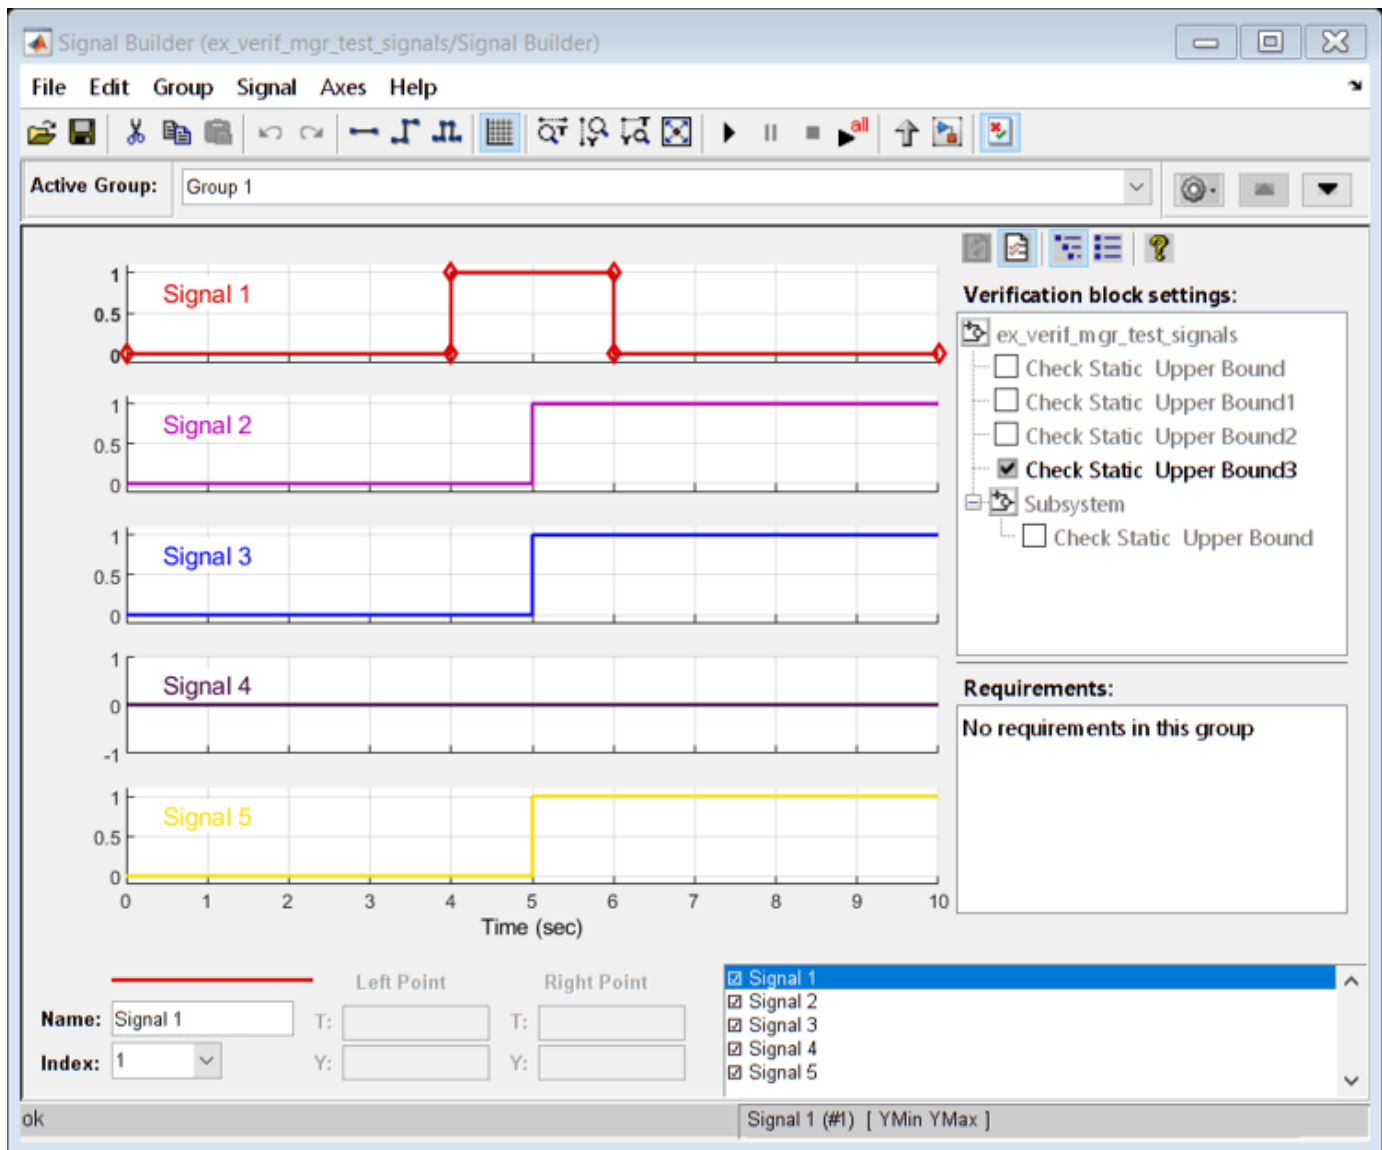 Signal Builder (ex_verif_mgr_test_signals/Signal Builder)
File Edit Group Signal Axes Help
all
Active Group: Group 1
1
0.5
0
Signal 1
1
0.5
0
Signal 2
1
0.5
0
Signal 3
1
0
-1
Signal 4
1
0.5
0
Signal 5
0 1 2 3 4 5 6 7 8 9 10
Time (sec)
Verification block settings:
ex_verif_mgr_test_signals
Check Static Upper Bound
Check Static Upper Bound1
Check Static Upper Bound2
Check Static Upper Bound3
Subsystem
Check Static Upper Bound
Requirements:
No requirements in this group
Left Point Right Point
Name: Signal 1 T: T:
Index: 1 Y: Y:
Signal 1
Signal 2
Signal 3
Signal 4
Signal 5
ok
Signal 1 (#1) [ YMin YMax ]